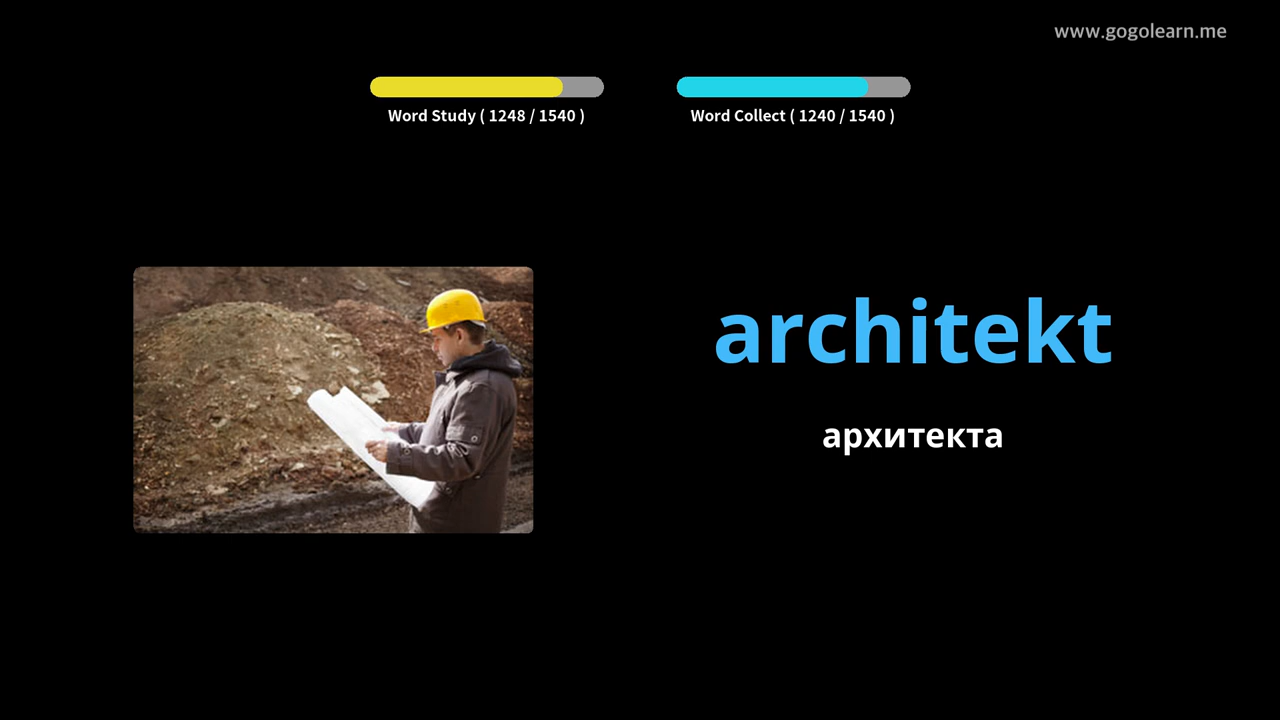 www.gogolearn.me
Word Study ( 1248 / 1540 )
Word Collect ( 1240 / 1540 )
architekt
архитекта